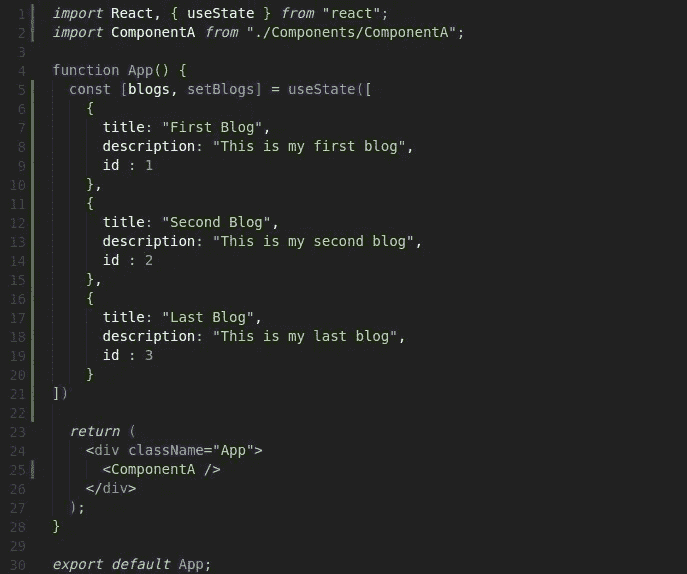 1 import React, { useState } from "react";
2 import ComponentA from "./Components/ComponentA";
3
4 function App() {
5   const [blogs, setBlogs] = useState([
6     {
7       title: "First Blog",
8       description: "This is my first blog",
9       id : 1
10     },
11     {
12       title: "Second Blog",
13       description: "This is my second blog",
14       id : 2
15     },
16     {
17       title: "Last Blog",
18       description: "This is my last blog",
19       id : 3
20     }
21 ])
22
23   return (
24     <div className="App">
25       <ComponentA />
26     </div>
27   );
28 }
29
30 export default App;